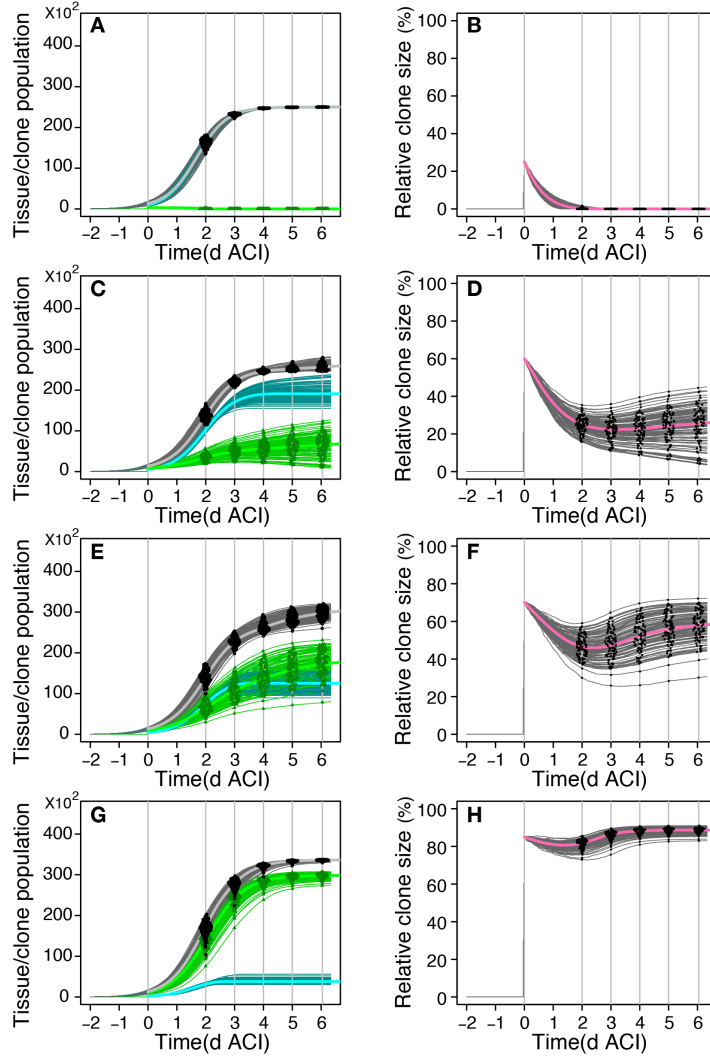 X10²
A
B
Tissue/clone population
Relative clone size (%)
400
300
200
100
0
100
80
60
40
20
0
−2 −1 0 1 2 3 4 5 6
−2 −1 0 1 2 3 4 5 6
Time(d ACI)
Time(d ACI)
X10²
C
D
Tissue/clone population
Relative clone size (%)
400
300
200
100
0
100
80
60
40
20
0
−2 −1 0 1 2 3 4 5 6
−2 −1 0 1 2 3 4 5 6
Time(d ACI)
Time(d ACI)
X10²
E
F
Tissue/clone population
Relative clone size (%)
400
300
200
100
0
100
80
60
40
20
0
−2 −1 0 1 2 3 4 5 6
−2 −1 0 1 2 3 4 5 6
Time(d ACI)
Time(d ACI)
X10²
G
H
Tissue/clone population
Relative clone size (%)
400
300
200
100
0
100
80
60
40
20
0
−2 −1 0 1 2 3 4 5 6
−2 −1 0 1 2 3 4 5 6
Time(d ACI)
Time(d ACI)